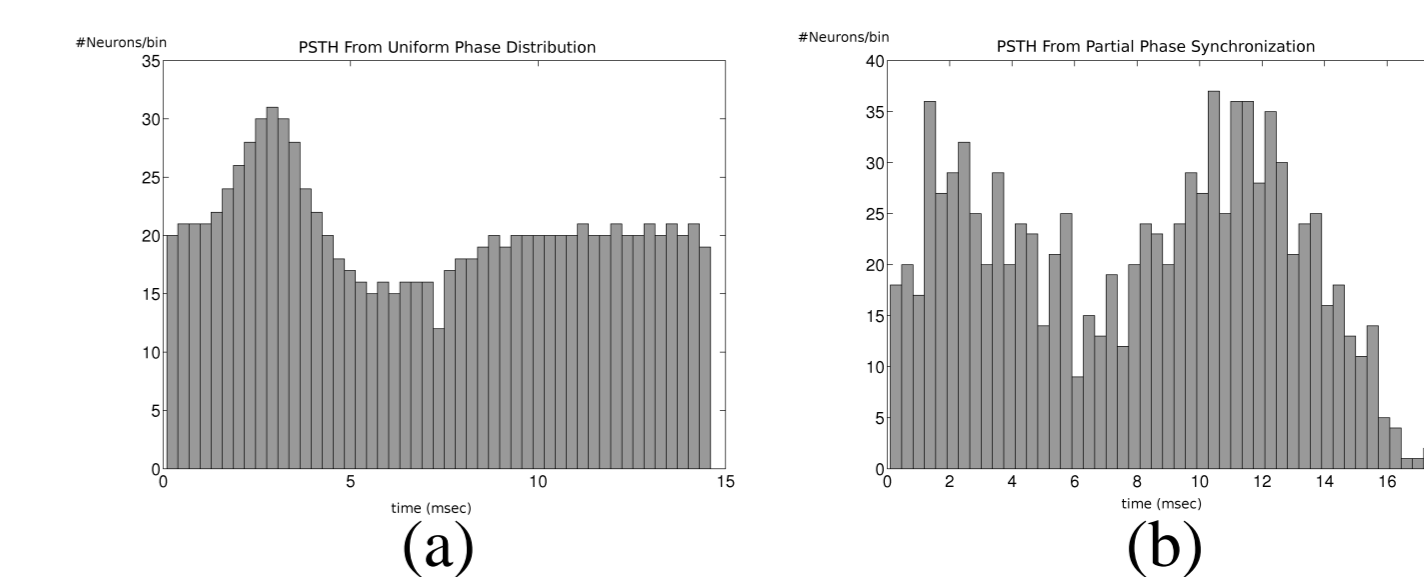 #Neurons/bin
PSTH From Uniform Phase Distribution
35
30
25
20
15
10
5
0
0 5 10 15
time (msec)
(a)
#Neurons/bin
PSTH From Partial Phase Synchronization
40
35
30
25
20
15
10
5
0
0 2 4 6 8 10 12 14 16
time (msec)
(b)